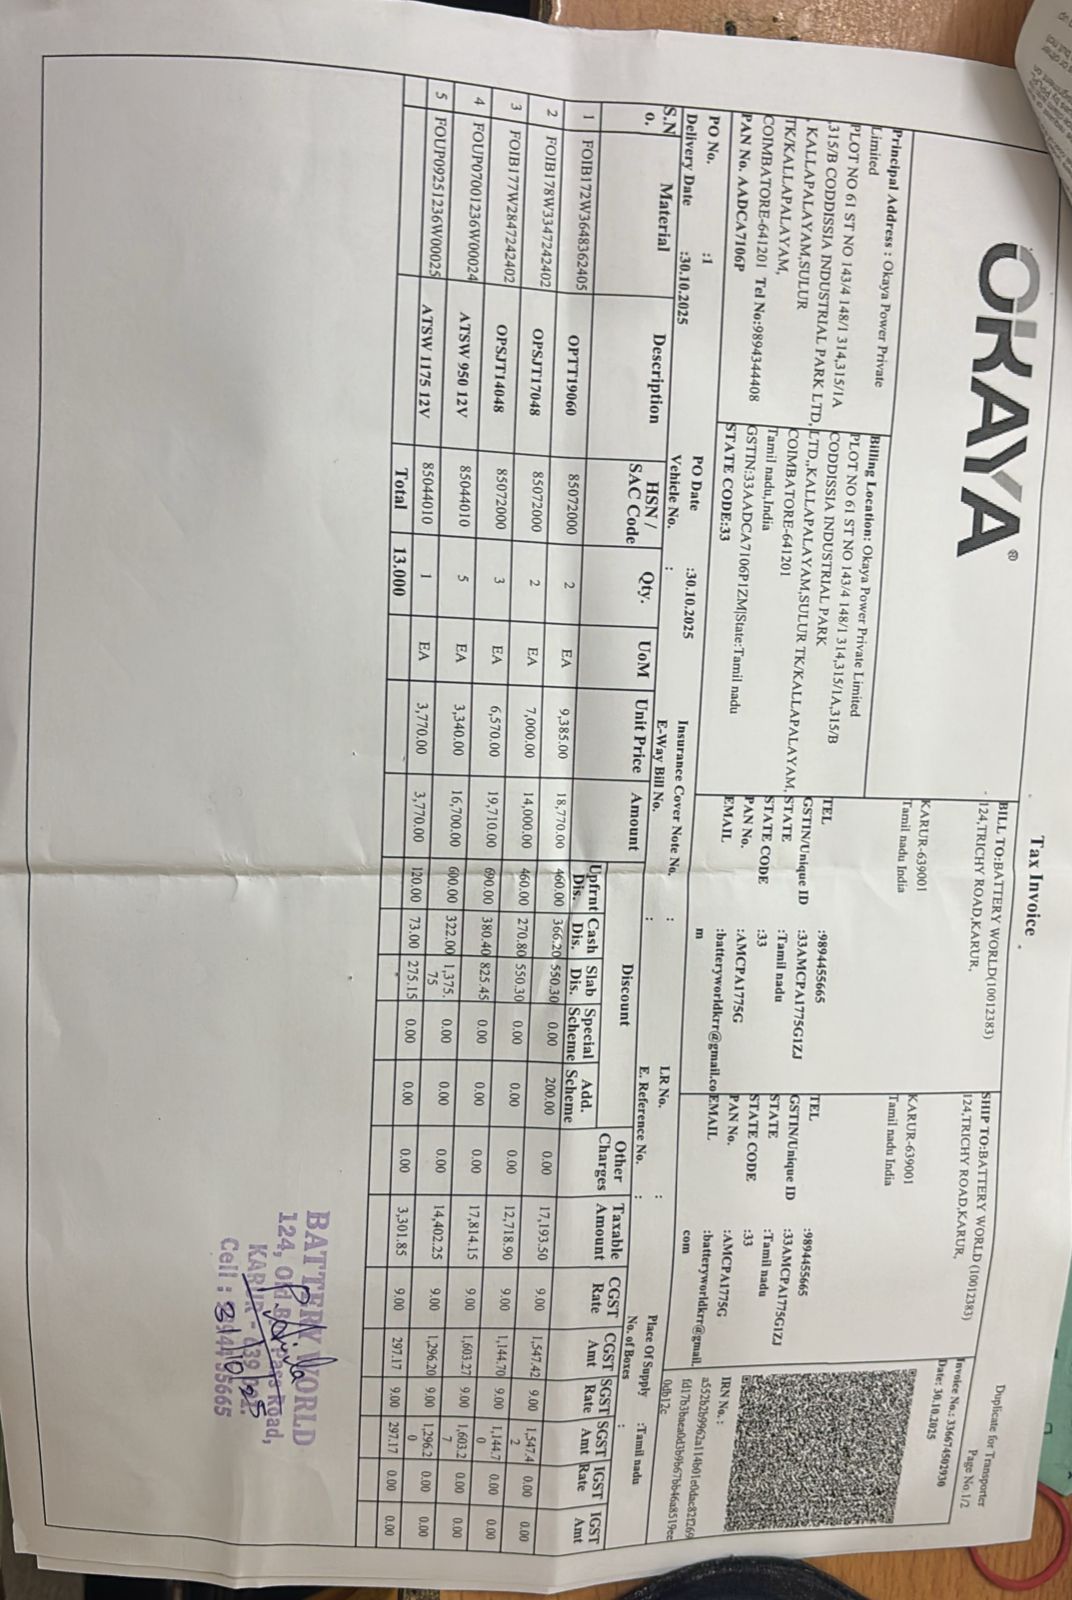 Tax Invoice
Duplicate for Transporter
Page No 1/2
OKAYA®
Principal Address : Okaya Power Private
Limited
PLOT NO 61 ST NO 143/4 148/1 314,315/1A
,315/B CODDISSIA INDUSTRIAL PARK LTD,
, KALLAPALAYAM,SULUR
TK/KALLAPALAYAM,
COIMBATORE-641201 Tel No:9894344408
PAN No. AADCA7106P
Billing Location: Okaya Power Private Limited
PLOT NO 61 ST NO 143/4 148/1 314,315/1A,315/B
CODDISSIA INDUSTRIAL PARK
LTD,,KALLAPALAYAM,SULUR TK/KALLAPALAYAM,
COIMBATORE-641201
Tamil nadu,India
GSTIN:33AADCA7106P1ZM|State:Tamil nadu
STATE CODE:33
BILL TO:BATTERY WORLD(10012383)
124,TRICHY ROAD,KARUR,
KARUR-639001
Tamil nadu India
TEL :9894455665
GSTIN/Unique ID :33AMCPA1775G1ZJ
STATE :Tamil nadu
STATE CODE :33
PAN No. :AMCPA1775G
EMAIL :batteryworldkrr@gmail.co
m
SHIP TO:BATTERY WORLD (10012383)
124,TRICHY ROAD,KARUR,
KARUR-639001
Tamil nadu India
TEL :9894455665
GSTIN/Unique ID :33AMCPA1775G1ZJ
STATE :Tamil nadu
STATE CODE :33
PAN No. :AMCPA1775G
EMAIL :batteryworldkrr@gmail.
com
Invoice No.: 336674502930
Date: 30.10.2025
IRN No. :
PO No. :1 PO Date :30.10.2025 Insurance Cover Note No. : LR No. : Place Of Supply :Tamil nadu
Delivery Date :30.10.2025 Vehicle No. : E-Way Bill No. : E. Reference No. : No. of Boxes :
S.No. Material Description HSN / SAC Code Qty. UoM Unit Price Amount Discount Other Charges Taxable Amount CGST Rate CGST Amt SGST Rate SGST Amt IGST Rate IGST Amt
Upfrnt Dis. Cash Dis. Slab Dis. Special Scheme Add. Scheme
1 FOIB172W3648362405 OPTT19060 85072000 2 EA 9,385.00 18,770.00 460.00 366.20 550.30 0.00 200.00 0.00 17,193.50 9.00 1,547.42 9.00 1,547.42 0.00 0.00
2 FOIB178W3347242402 OPSJT17048 85072000 2 EA 7,000.00 14,000.00 460.00 270.80 550.30 0.00 0.00 0.00 12,718.90 9.00 1,144.70 9.00 1,144.70 0.00 0.00
3 FOIB177W2847242402 OPSJT14048 85072000 3 EA 6,570.00 19,710.00 690.00 380.40 825.45 0.00 0.00 0.00 17,814.15 9.00 1,603.27 9.00 1,603.27 0.00 0.00
4 FOUP07001236W00024 ATSW 950 12V 85044010 5 EA 3,340.00 16,700.00 600.00 322.00 1,375.75 0.00 0.00 0.00 14,402.25 9.00 1,296.20 9.00 1,296.20 0.00 0.00
5 FOUP09251236W00025 ATSW 1175 12V 85044010 1 EA 3,770.00 3,770.00 120.00 73.00 275.15 0.00 0.00 0.00 3,301.85 9.00 297.17 9.00 297.17 0.00 0.00
Total 13.000
BATTERY WORLD
124, Old Bypass Road,
KARUR - 639 001.
Cell : 98944 55665
31/10/25